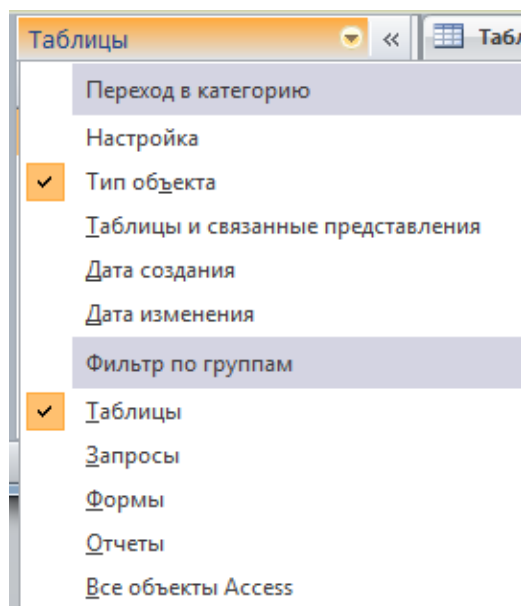 Таблицы « Табл
Переход в категорию
Настройка
Тип объекта
Таблицы и связанные представления
Дата создания
Дата изменения
Фильтр по группам
Таблицы
Запросы
Формы
Отчеты
Все объекты Access